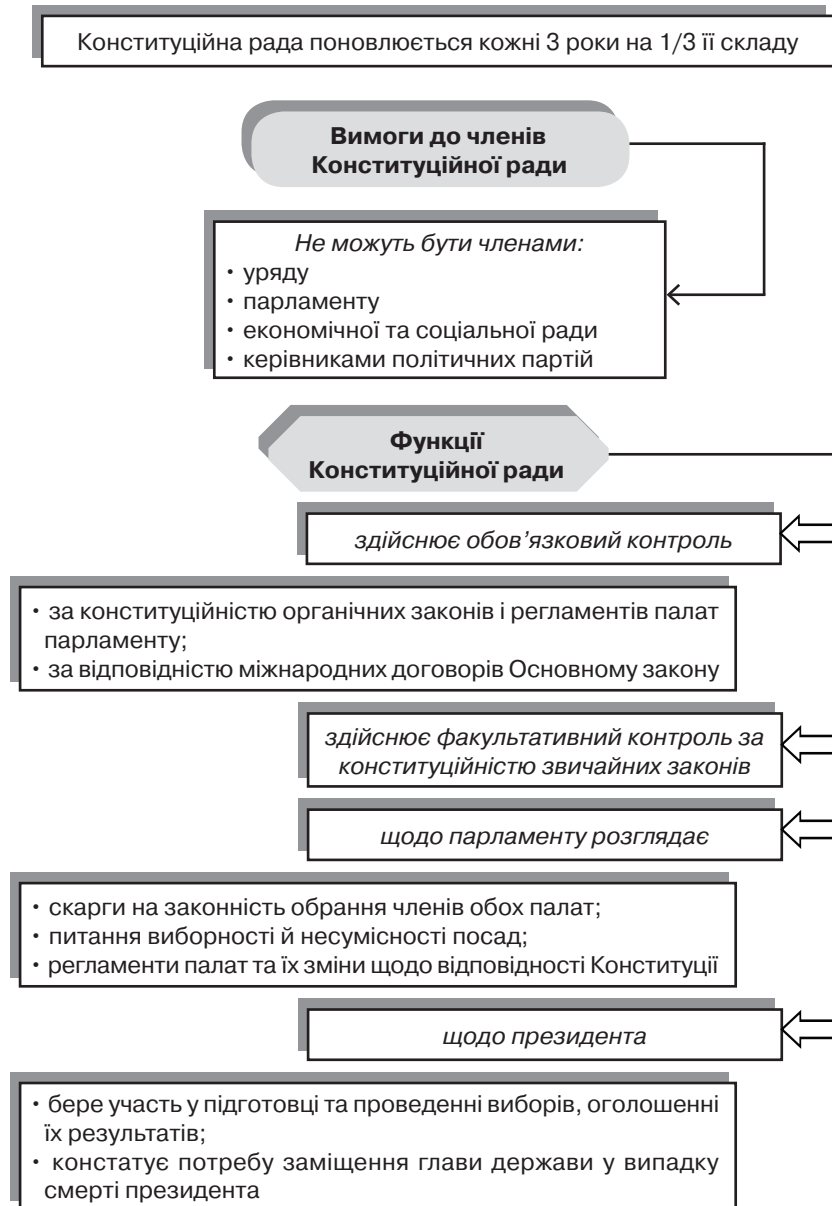 Конституційна рада поновлюється кожні 3 роки на 1/3 її складу
Вимоги до членів
Конституційної ради
Не можуть бути членами:
• уряду
• парламенту
• економічної та соціальної ради
• керівниками політичних партій
Функції
Конституційної ради
здійснює обов’язковий контроль
• за конституційністю органічних законів і регламентів палат
парламенту;
• за відповідністю міжнародних договорів Основному закону
здійснює факультативний контроль за
конституційністю звичайних законів
щодо парламенту розглядає
• скарги на законність обрання членів обох палат;
• питання виборності й несумісності посад;
• регламенти палат та їх зміни щодо відповідності Конституції
щодо президента
• бере участь у підготовці та проведенні виборів, оголошенні
їх результатів;
• констатує потребу заміщення глави держави у випадку
смерті президента